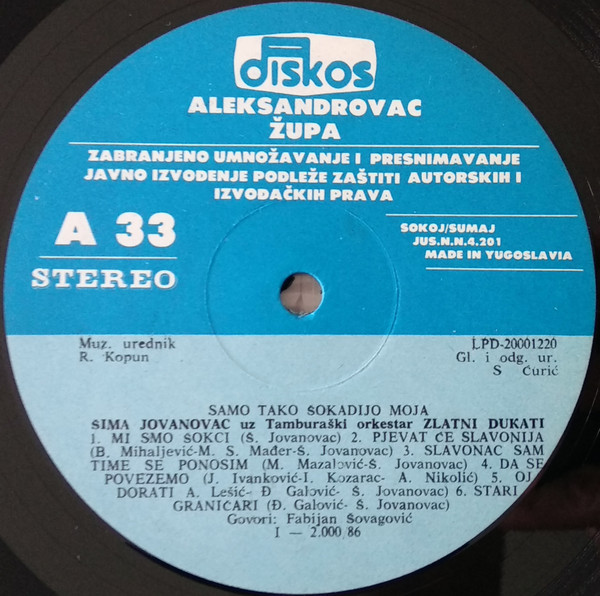 diskos
ALEKSANDROVAC
ŽUPA
ZABRANJENO UMNOŽAVANJE I PRESNIMAVANJE
JAVNO IZVOĐENJE PODLEŽE ZAŠTITI AUTORSKIH I
IZVOĐAČKIH PRAVA
A 33
STEREO
SOKOJ/SUMAJ
JUS.N.N.4.201
MADE IN YUGOSLAVIA
Muz. urednik
R. Kopun
LPD-20001220
Gl. i odg. ur.
S Ćurić
SAMO TAKO ŠOKADIJO MOJA
SIMA JOVANOVAC uz Tamburaški orkestar ZLATNI DUKATI
1. MI SMO ŠOKCI (Š. Jovanovac) 2. PJEVAT ĆE SLAVONIJA
(B. Mihaljević-M. S. Mađer-Š. Jovanovac) 3. SLAVONAC SAM
TIME SE PONOSIM (M. Mazalović-Š. Jovanovac) 4. DA SE
POVEZEMO (J. Ivanković-I. Kozarac- A. Nikolić) 5. OJ
DORATI A. Lešić- Đ Galović- Š. Jovanovac) 6. STARI
GRANIČARI (Đ. Galović- Š. Jovanovac)
Govori: Fabijan Šovagović
I — 2.000 86